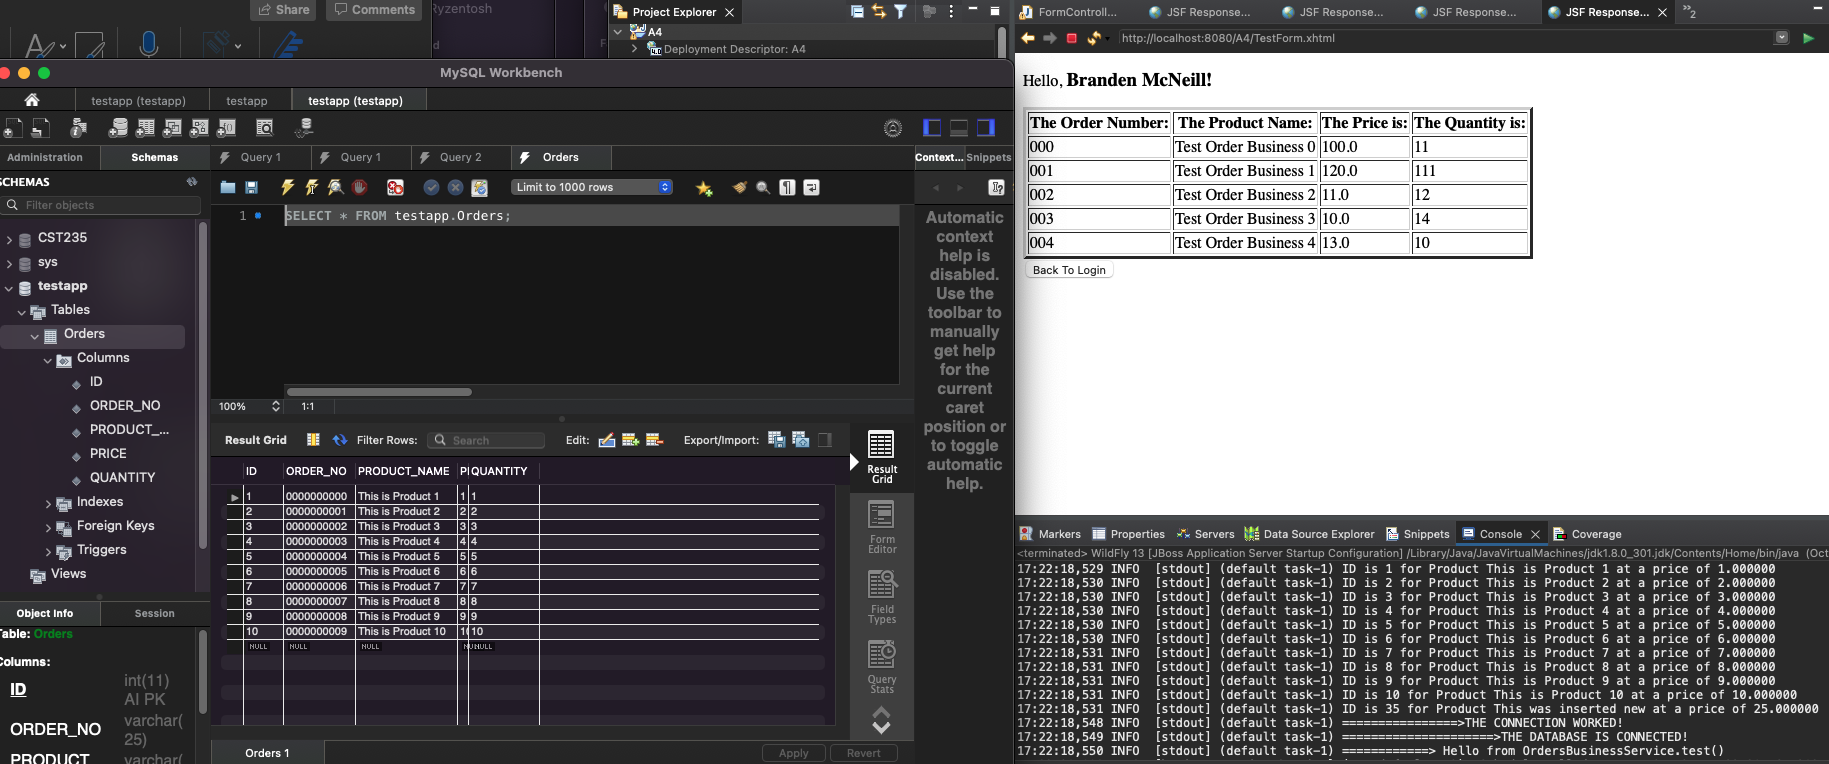 Share
Comments
Ryzentosh
Project Explorer
A4
Deployment Descriptor: A4
MySQL Workbench
testapp (testapp)
testapp
testapp (testapp)
Administration
Schemas
Query 1
Query 1
Query 2
Orders
Context...
Snippets
SCHEMAS
Filter objects
Limit to 1000 rows
1
SELECT * FROM testapp.Orders;
CST235
sys
testapp
Tables
Orders
Columns
ID
ORDER_NO
PRODUCT_...
PRICE
QUANTITY
Indexes
Foreign Keys
Triggers
Views
Automatic
context
help is
disabled.
Use the
toolbar to
manually
get help
for the
current
caret
position or
to toggle
automatic
help.
100%
1:1
Result Grid
Filter Rows:
Search
Edit:
Export/Import:
ID ORDER_NO PRODUCT_NAME P QUANTITY
1 0000000000 This is Product 1 1 1
2 0000000001 This is Product 2 2 2
3 0000000002 This is Product 3 3 3
4 0000000003 This is Product 4 4 4
5 0000000004 This is Product 5 5 5
6 0000000005 This is Product 6 6 6
7 0000000006 This is Product 7 7 7
8 0000000007 This is Product 8 8 8
9 0000000008 This is Product 9 9 9
10 0000000009 This is Product 10 10 10
NULL NULL NULL NULL
Result
Grid
Form
Editor
Field
Types
Query
Stats
Object Info
Session
Table: Orders
Columns:
ID int(11)
AI PK
ORDER_NO varchar(
25)
PRODUCT varchar(
Orders 1
Apply
Revert
FormControll...
JSF Response...
JSF Response...
JSF Response...
JSF Response...
2
http://localhost:8080/A4/TestForm.xhtml
Hello, Branden McNeill!
The Order Number: The Product Name: The Price is: The Quantity is:
000 Test Order Business 0 100.0 11
001 Test Order Business 1 120.0 111
002 Test Order Business 2 11.0 12
003 Test Order Business 3 10.0 14
004 Test Order Business 4 13.0 10
Back To Login
Markers
Properties
Servers
Data Source Explorer
Snippets
Console
Coverage
<terminated> WildFly 13 [JBoss Application Server Startup Configuration] /Library/Java/JavaVirtualMachines/jdk1.8.0_301.jdk/Contents/Home/bin/java (Oct
17:22:18,529 INFO [stdout] (default task-1) ID is 1 for Product This is Product 1 at a price of 1.000000
17:22:18,530 INFO [stdout] (default task-1) ID is 2 for Product This is Product 2 at a price of 2.000000
17:22:18,530 INFO [stdout] (default task-1) ID is 3 for Product This is Product 3 at a price of 3.000000
17:22:18,530 INFO [stdout] (default task-1) ID is 4 for Product This is Product 4 at a price of 4.000000
17:22:18,530 INFO [stdout] (default task-1) ID is 5 for Product This is Product 5 at a price of 5.000000
17:22:18,530 INFO [stdout] (default task-1) ID is 6 for Product This is Product 6 at a price of 6.000000
17:22:18,531 INFO [stdout] (default task-1) ID is 7 for Product This is Product 7 at a price of 7.000000
17:22:18,531 INFO [stdout] (default task-1) ID is 8 for Product This is Product 8 at a price of 8.000000
17:22:18,531 INFO [stdout] (default task-1) ID is 9 for Product This is Product 9 at a price of 9.000000
17:22:18,531 INFO [stdout] (default task-1) ID is 10 for Product This is Product 10 at a price of 10.000000
17:22:18,531 INFO [stdout] (default task-1) ID is 35 for Product This was inserted new at a price of 25.000000
17:22:18,548 INFO [stdout] (default task-1) ================>THE CONNECTION WORKED!
17:22:18,549 INFO [stdout] (default task-1) =====================>THE DATABASE IS CONNECTED!
17:22:18,550 INFO [stdout] (default task-1) ============> Hello from OrdersBusinessService.test()